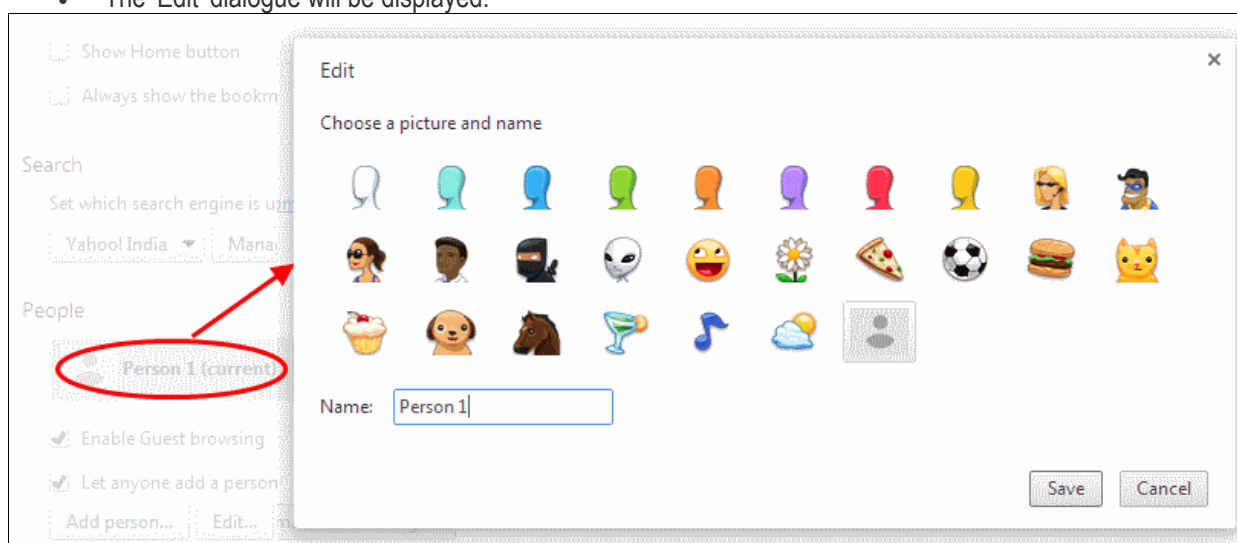 • The 'Edit' dialogue will be displayed.
Show Home button
Always show the bookm
Search
Set which search engine is u
Yahoo! India
Mana
People
Person 1 (current)
Enable Guest browsing
Let anyone add a person
Add person...
Edit...
Edit
×
Choose a picture and name
Name:
Person 1
Save
Cancel